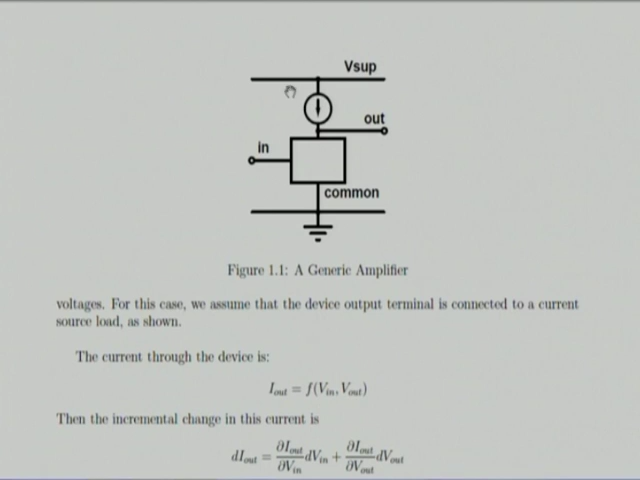 Vsup
out
in
common
Figure 1.1: A Generic Amplifier
voltages. For this case, we assume that the device output terminal is connected to a current
source load, as shown.
The current through the device is:
I_out = f(V_in, V_out)
Then the incremental change in this current is
dI_out = ∂I_out/∂V_in dV_in + ∂I_out/∂V_out dV_out